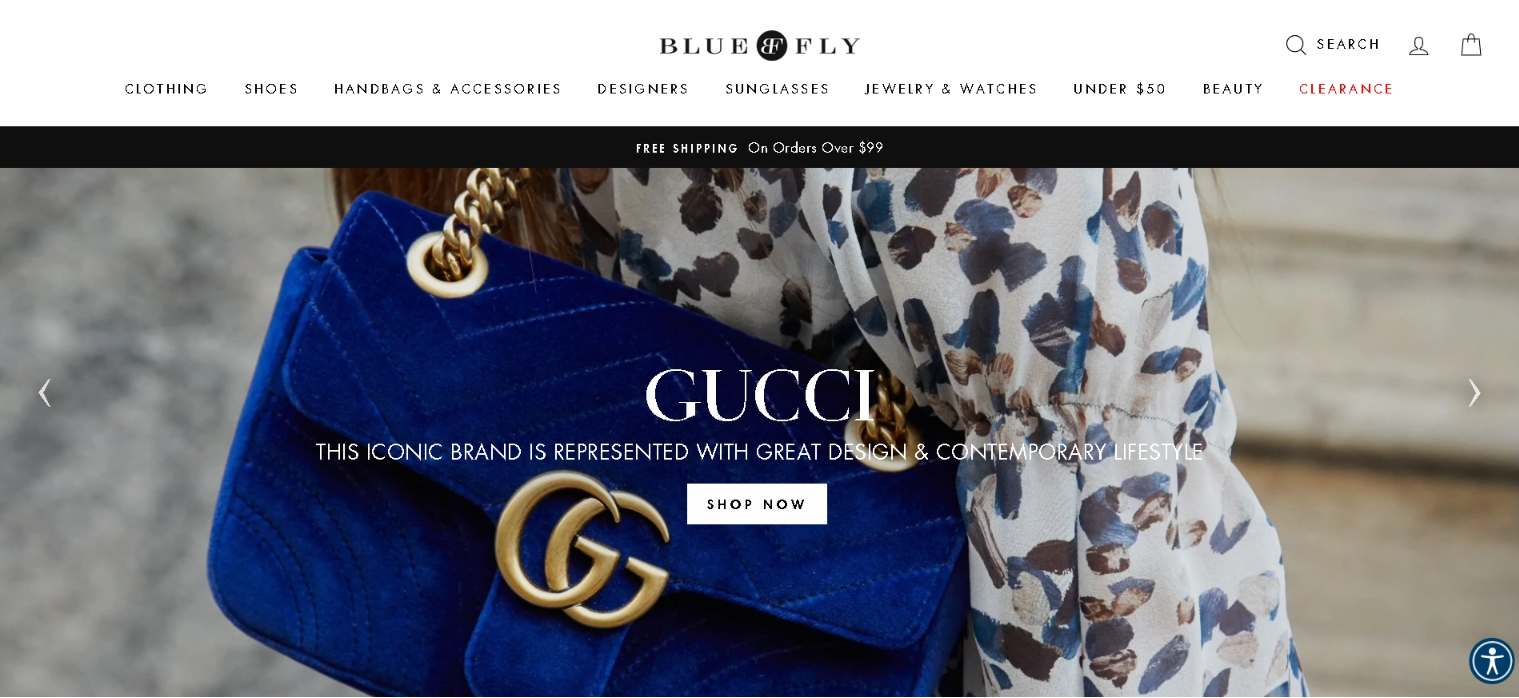 BLUE BF FLY
SEARCH
CLOTHING SHOES HANDBAGS & ACCESSORIES DESIGNERS SUNGLASSES JEWELRY & WATCHES UNDER $50 BEAUTY CLEARANCE
FREE SHIPPING On Orders Over $99
GUCCI
THIS ICONIC BRAND IS REPRESENTED WITH GREAT DESIGN & CONTEMPORARY LIFESTYLE
SHOP NOW